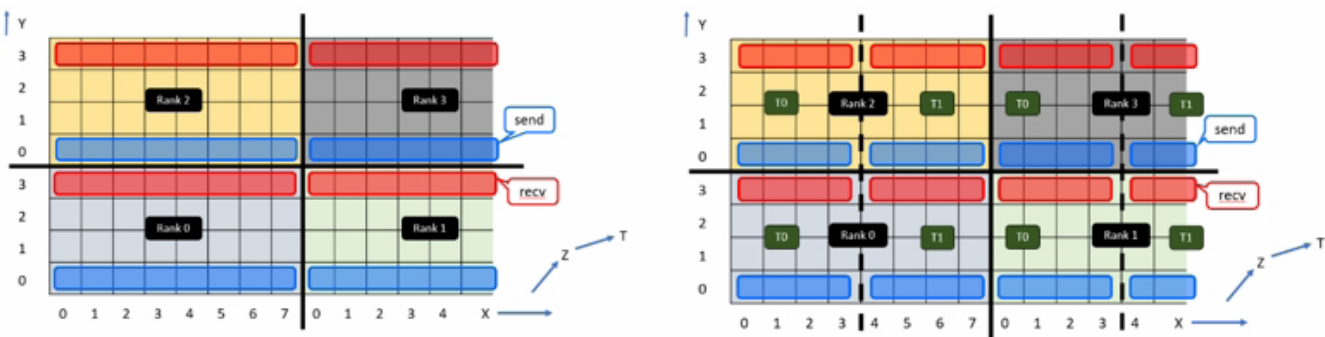 Y
3
2
1
0
3
2
1
0
Rank 2
Rank 3
send
recv
Rank 0
Rank 1
Z
T
0 1 2 3 4 5 6 7 0 1 2 3 4 X
Y
3
2
1
0
3
2
1
0
T0 Rank 2 T1 T0 Rank 3 T1
send
recv
T0 Rank 0 T1 T0 Rank 1 T1
Z
T
0 1 2 3 4 5 6 7 0 1 2 3 4 X